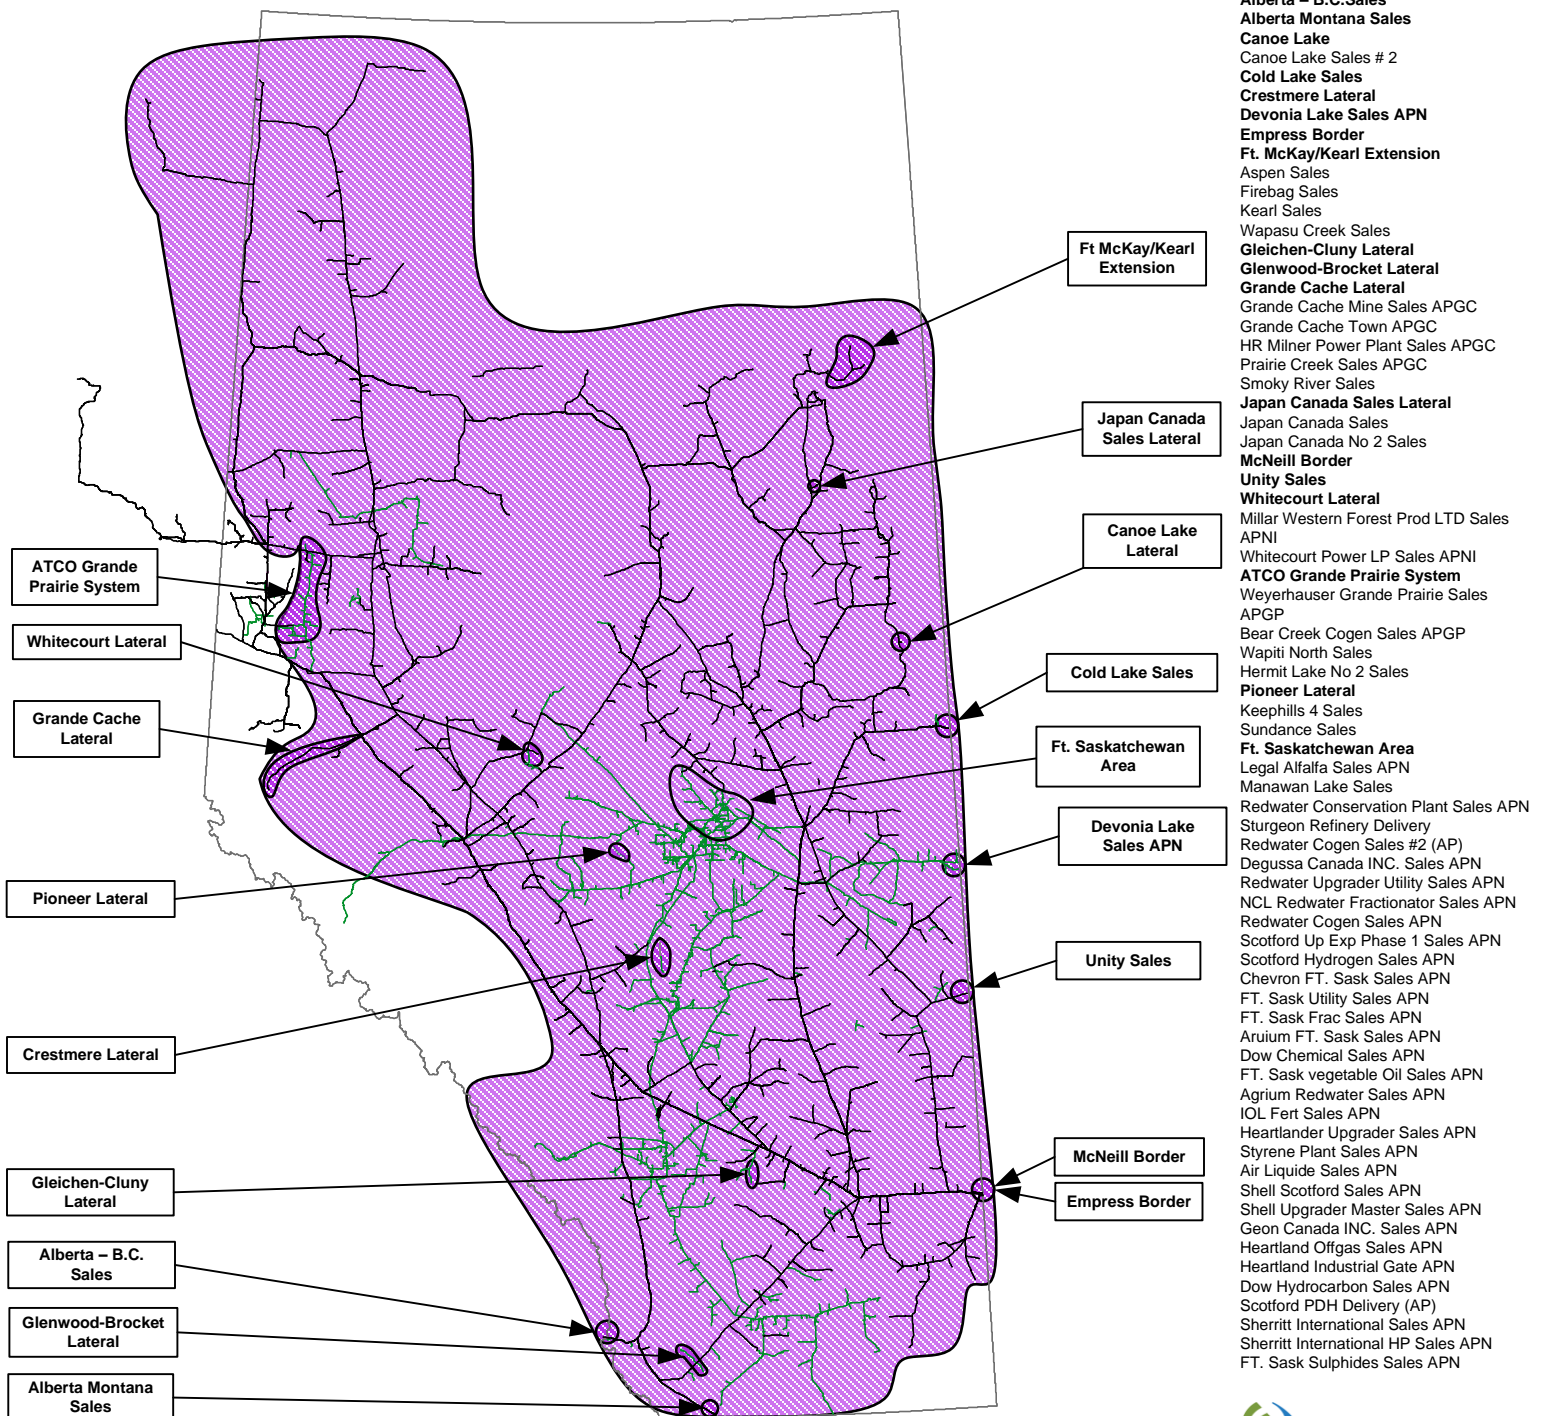 Alberta – B.C.Sales
Alberta Montana Sales
Canoe Lake
Canoe Lake Sales # 2
Cold Lake Sales
Crestmere Lateral
Devonia Lake Sales APN
Empress Border
Ft. McKay/Kearl Extension
Aspen Sales
Firebag Sales
Kearl Sales
Wapasu Creek Sales
Gleichen-Cluny Lateral
Glenwood-Brocket Lateral
Grande Cache Lateral
Grande Cache Mine Sales APGC
Grande Cache Town APGC
HR Milner Power Plant Sales APGC
Prairie Creek Sales APGC
Smoky River Sales
Japan Canada Sales Lateral
Japan Canada Sales
Japan Canada No 2 Sales
McNeill Border
Unity Sales
Whitecourt Lateral
Millar Western Forest Prod LTD Sales
APNI
Whitecourt Power LP Sales APNI
ATCO Grande Prairie System
Weyerhauser Grande Prairie Sales
APGP
Bear Creek Cogen Sales APGP
Wapiti North Sales
Hermit Lake No 2 Sales
Pioneer Lateral
Keephills 4 Sales
Sundance Sales
Ft. Saskatchewan Area
Legal Alfalfa Sales APN
Manawan Lake Sales
Redwater Conservation Plant Sales APN
Sturgeon Refinery Delivery
Redwater Cogen Sales #2 (AP)
Degussa Canada INC. Sales APN
Redwater Upgrader Utility Sales APN
NCL Redwater Fractionator Sales APN
Redwater Cogen Sales APN
Scotford Up Exp Phase 1 Sales APN
Scotford Hydrogen Sales APN
Chevron FT. Sask Sales APN
FT. Sask Utility Sales APN
FT. Sask Frac Sales APN
Aruium FT. Sask Sales APN
Dow Chemical Sales APN
FT. Sask vegetable Oil Sales APN
Agrium Redwater Sales APN
IOL Fert Sales APN
Heartlander Upgrader Sales APN
Styrene Plant Sales APN
Air Liquide Sales APN
Shell Scotford Sales APN
Shell Upgrader Master Sales APN
Geon Canada INC. Sales APN
Heartland Offgas Sales APN
Heartland Industrial Gate APN
Dow Hydrocarbon Sales APN
Scotford PDH Delivery (AP)
Sherritt International Sales APN
Sherritt International HP Sales APN
FT. Sask Sulphides Sales APN
Ft McKay/Kearl
Extension
Japan Canada
Sales Lateral
Canoe Lake
Lateral
Cold Lake Sales
Ft. Saskatchewan
Area
Devonia Lake
Sales APN
Unity Sales
McNeill Border
Empress Border
ATCO Grande
Prairie System
Whitecourt Lateral
Grande Cache
Lateral
Pioneer Lateral
Crestmere Lateral
Gleichen-Cluny
Lateral
Alberta – B.C.
Sales
Glenwood-Brocket
Lateral
Alberta Montana
Sales